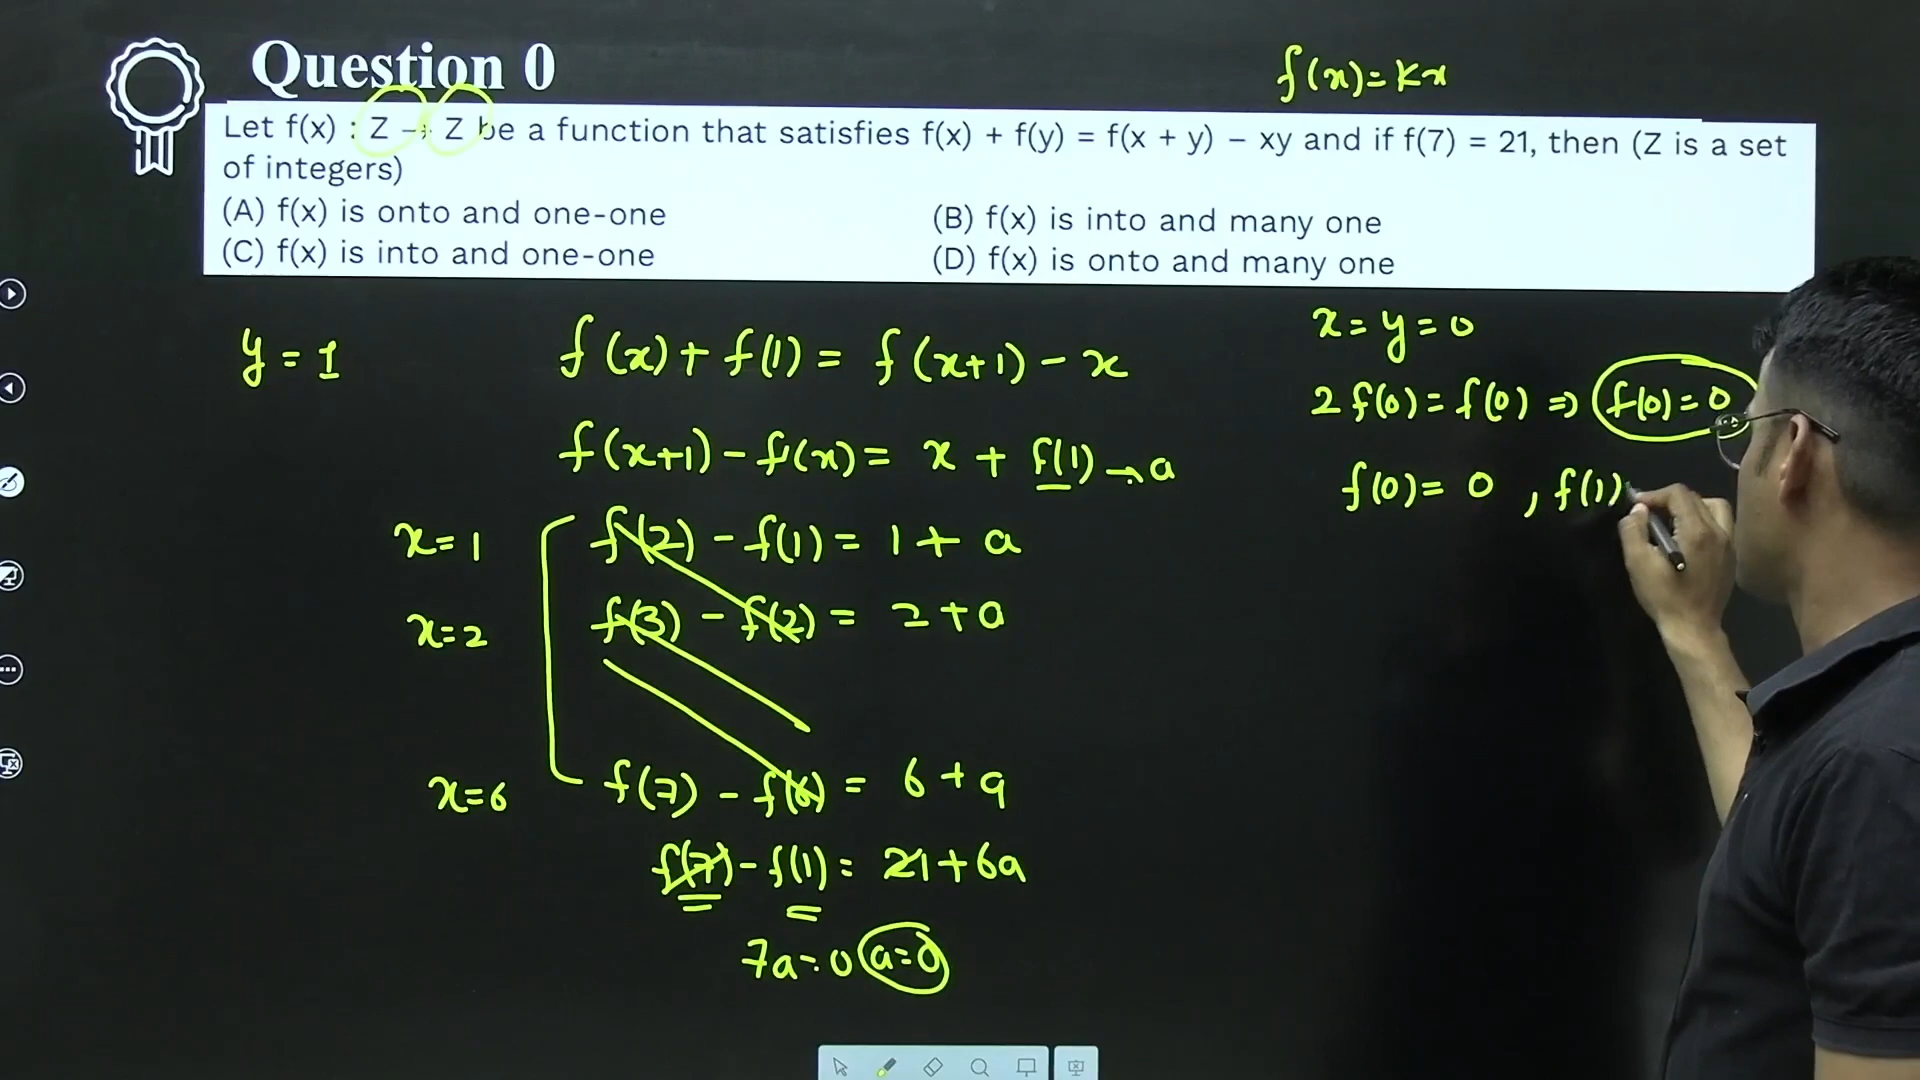 Question 0
f(x)=kx
Let f(x) : Z → Z be a function that satisfies f(x) + f(y) = f(x + y) – xy and if f(7) = 21, then (Z is a set
of integers)
(A) f(x) is onto and one-one
(B) f(x) is into and many one
(C) f(x) is into and one-one
(D) f(x) is onto and many one
y = 1
f(x) + f(1) = f(x+1) - x
f(x+1) - f(x) = x + f(1) → a
x=1 f(2) - f(1) = 1 + a
x=2 f(3) - f(2) = 2 + a
x=6 f(7) - f(6) = 6 + a
f(7) - f(1) = 21 + 6a
7a = 0 a=0
x = y = 0
2f(0) = f(0) ⇒ f(0) = 0
f(0) = 0 , f(1)